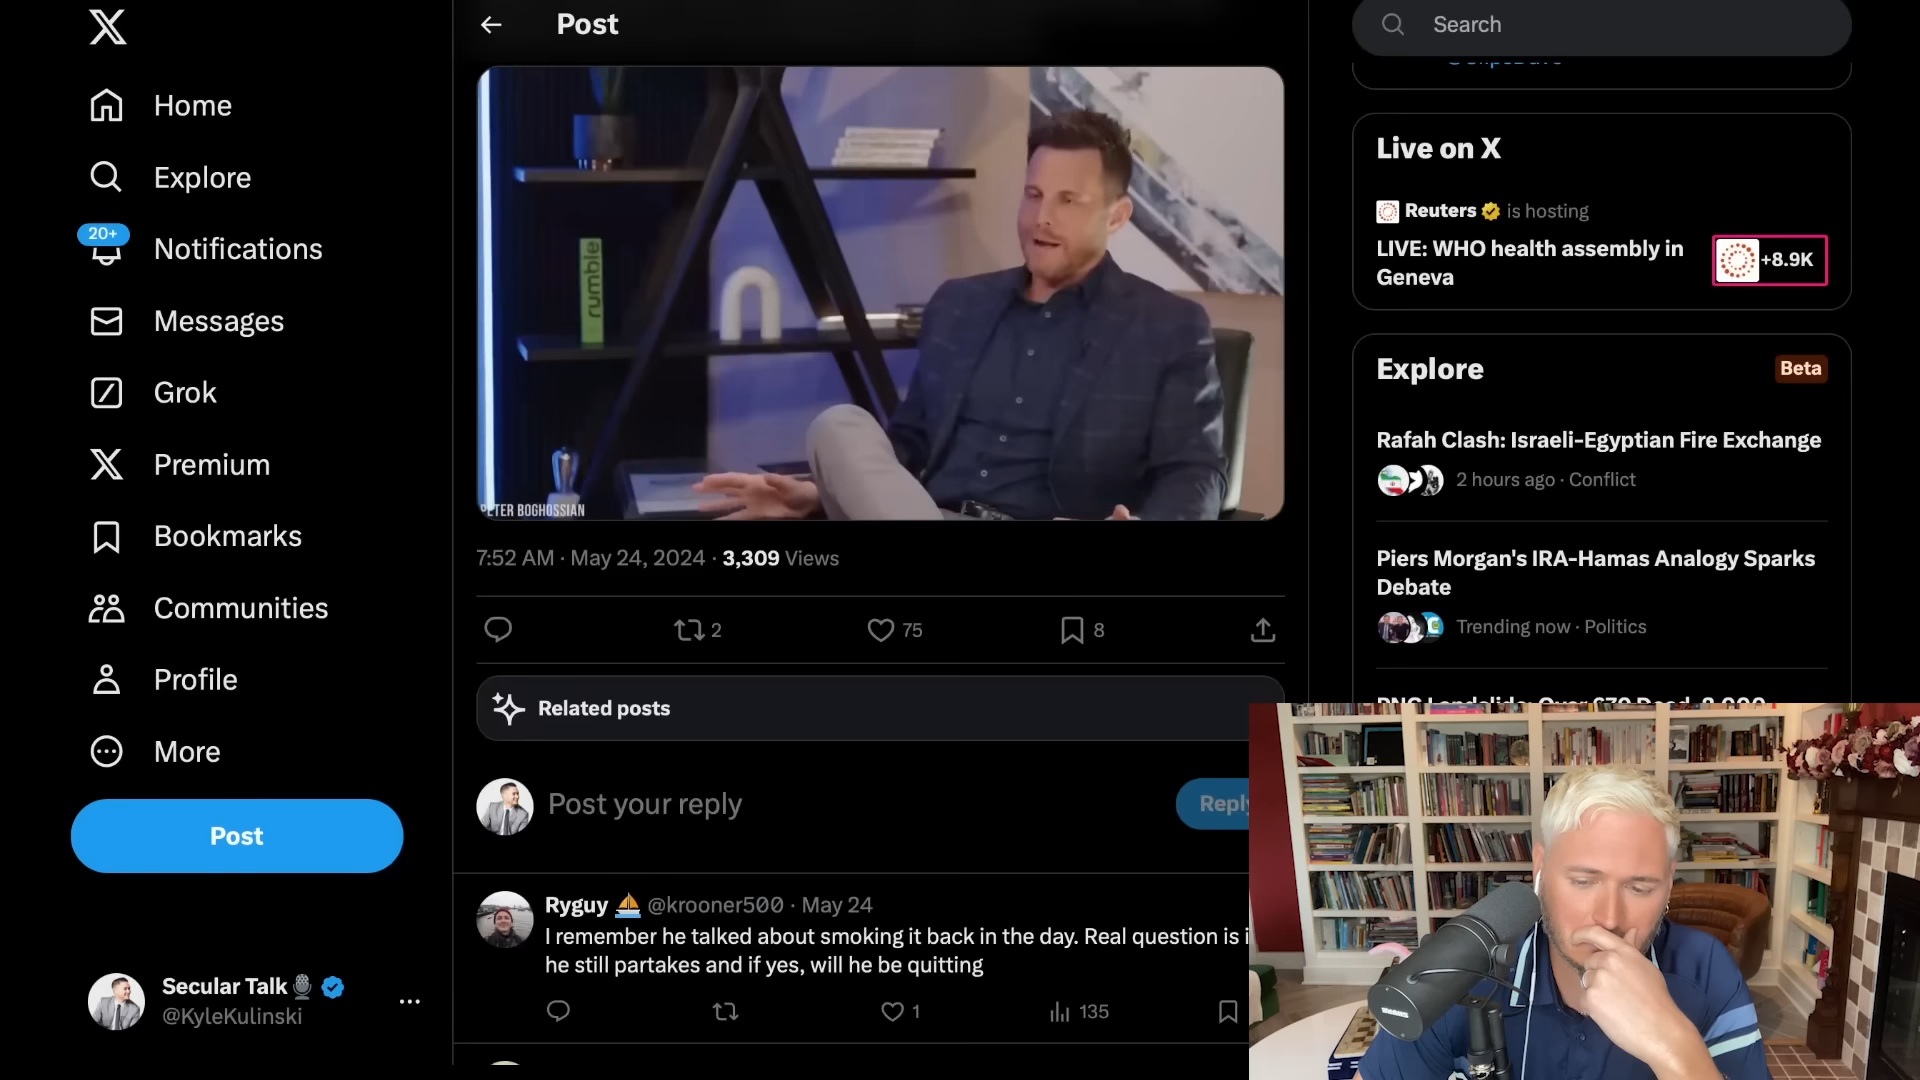 Home
Explore
20+
Notifications
Messages
Grok
Premium
Bookmarks
Communities
Profile
More
Post
Secular Talk
@KyleKulinski
Post
rumble
PETER BOGHOSSIAN
7:52 AM · May 24, 2024 · 3,309 Views
2
75
8
Related posts
Post your reply
Reply
Ryguy @krooner500 · May 24
I remember he talked about smoking it back in the day. Real question is i
he still partakes and if yes, will he be quitting
1
135
Search
Live on X
Reuters is hosting
LIVE: WHO health assembly in
Geneva
+8.9K
Explore
Beta
Rafah Clash: Israeli-Egyptian Fire Exchange
2 hours ago · Conflict
Piers Morgan's IRA-Hamas Analogy Sparks
Debate
Trending now · Politics